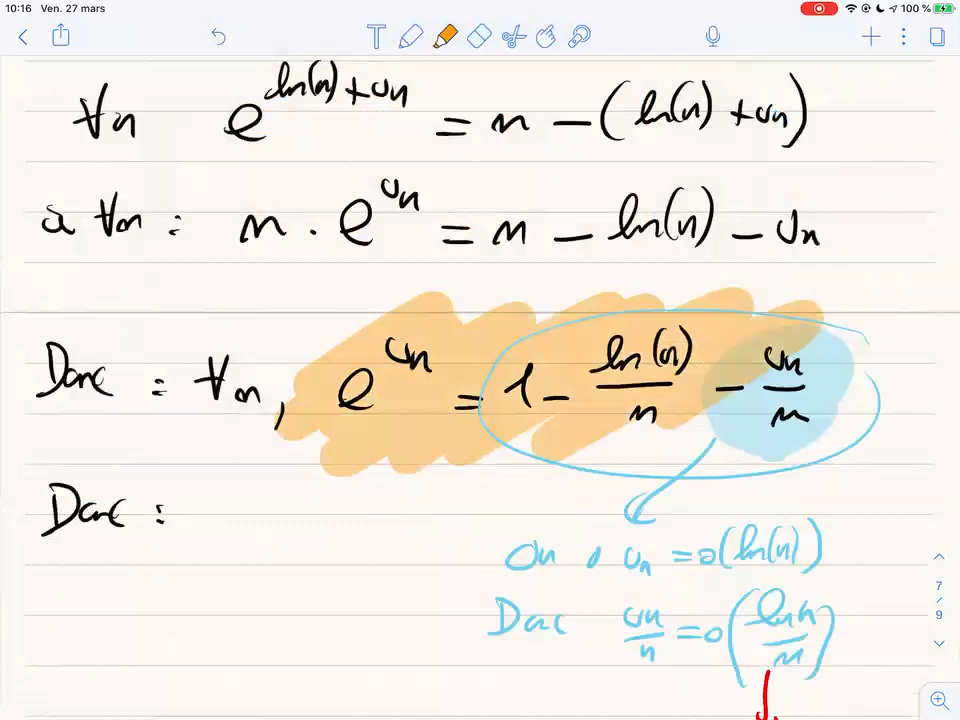 10:16 Ven. 27 mars 100 %
∀n e^{ln(n)+un} = n - (ln(n) + un)
∀n : n . e^{un} = n - ln(n) - un
Donc : ∀n, e^{un} = 1 - ln(n)/n - un/n
Donc :
On a un = o(ln(n))
Donc un/n = o(ln n/n)
7
/
9